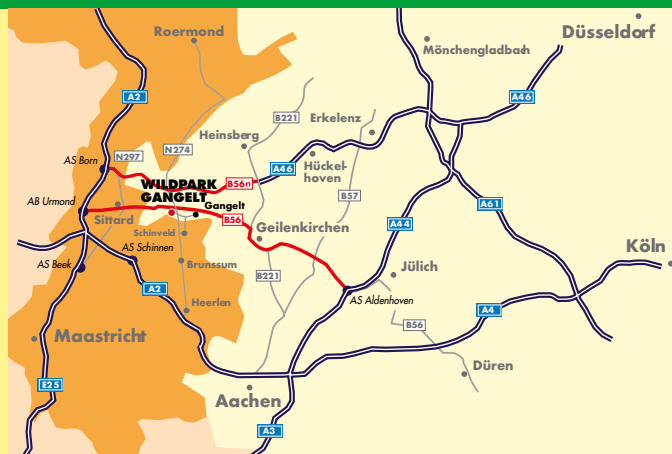 Roermond
Düsseldorf
Mönchengladbach
A2
A46
B221
Erkelenz
Heinsberg
N274
AS Born
N297
Hückel-
hoven
A46
WILDPARK
GANGELT
B56n
B57
AB Urmond
Gangelt
A61
Sittard
B56
A44
Geilenkirchen
Schinveld
AS Schinnen
Köln
AS Beek
Brunssum
B221
Jülich
A2
AS Aldenhoven
Heerlen
A4
B56
Maastricht
Düren
E25
Aachen
A3